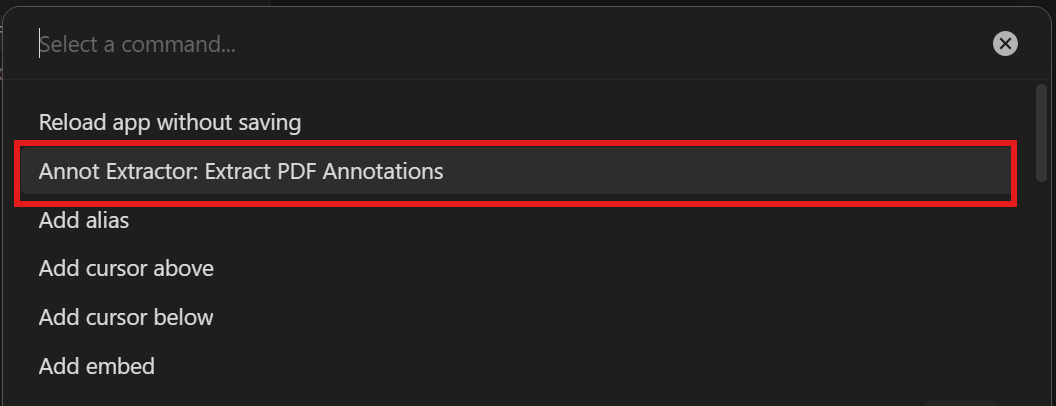 Select a command...
Reload app without saving
Annot Extractor: Extract PDF Annotations
Add alias
Add cursor above
Add cursor below
Add embed